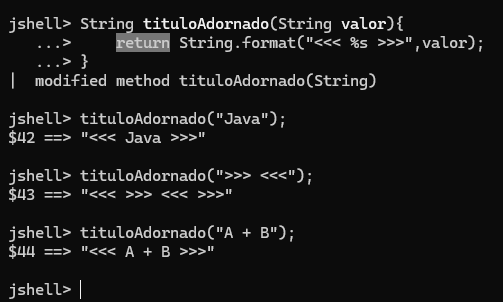 jshell> String tituloAdornado(String valor){
   ...>     return String.format("<<< %s >>>",valor);
   ...> }
|  modified method tituloAdornado(String)
jshell> tituloAdornado("Java");
$42 ==> "<<< Java >>>"
jshell> tituloAdornado(">>> <<<");
$43 ==> "<<< >>> <<< >>>"
jshell> tituloAdornado("A + B");
$44 ==> "<<< A + B >>>"
jshell>